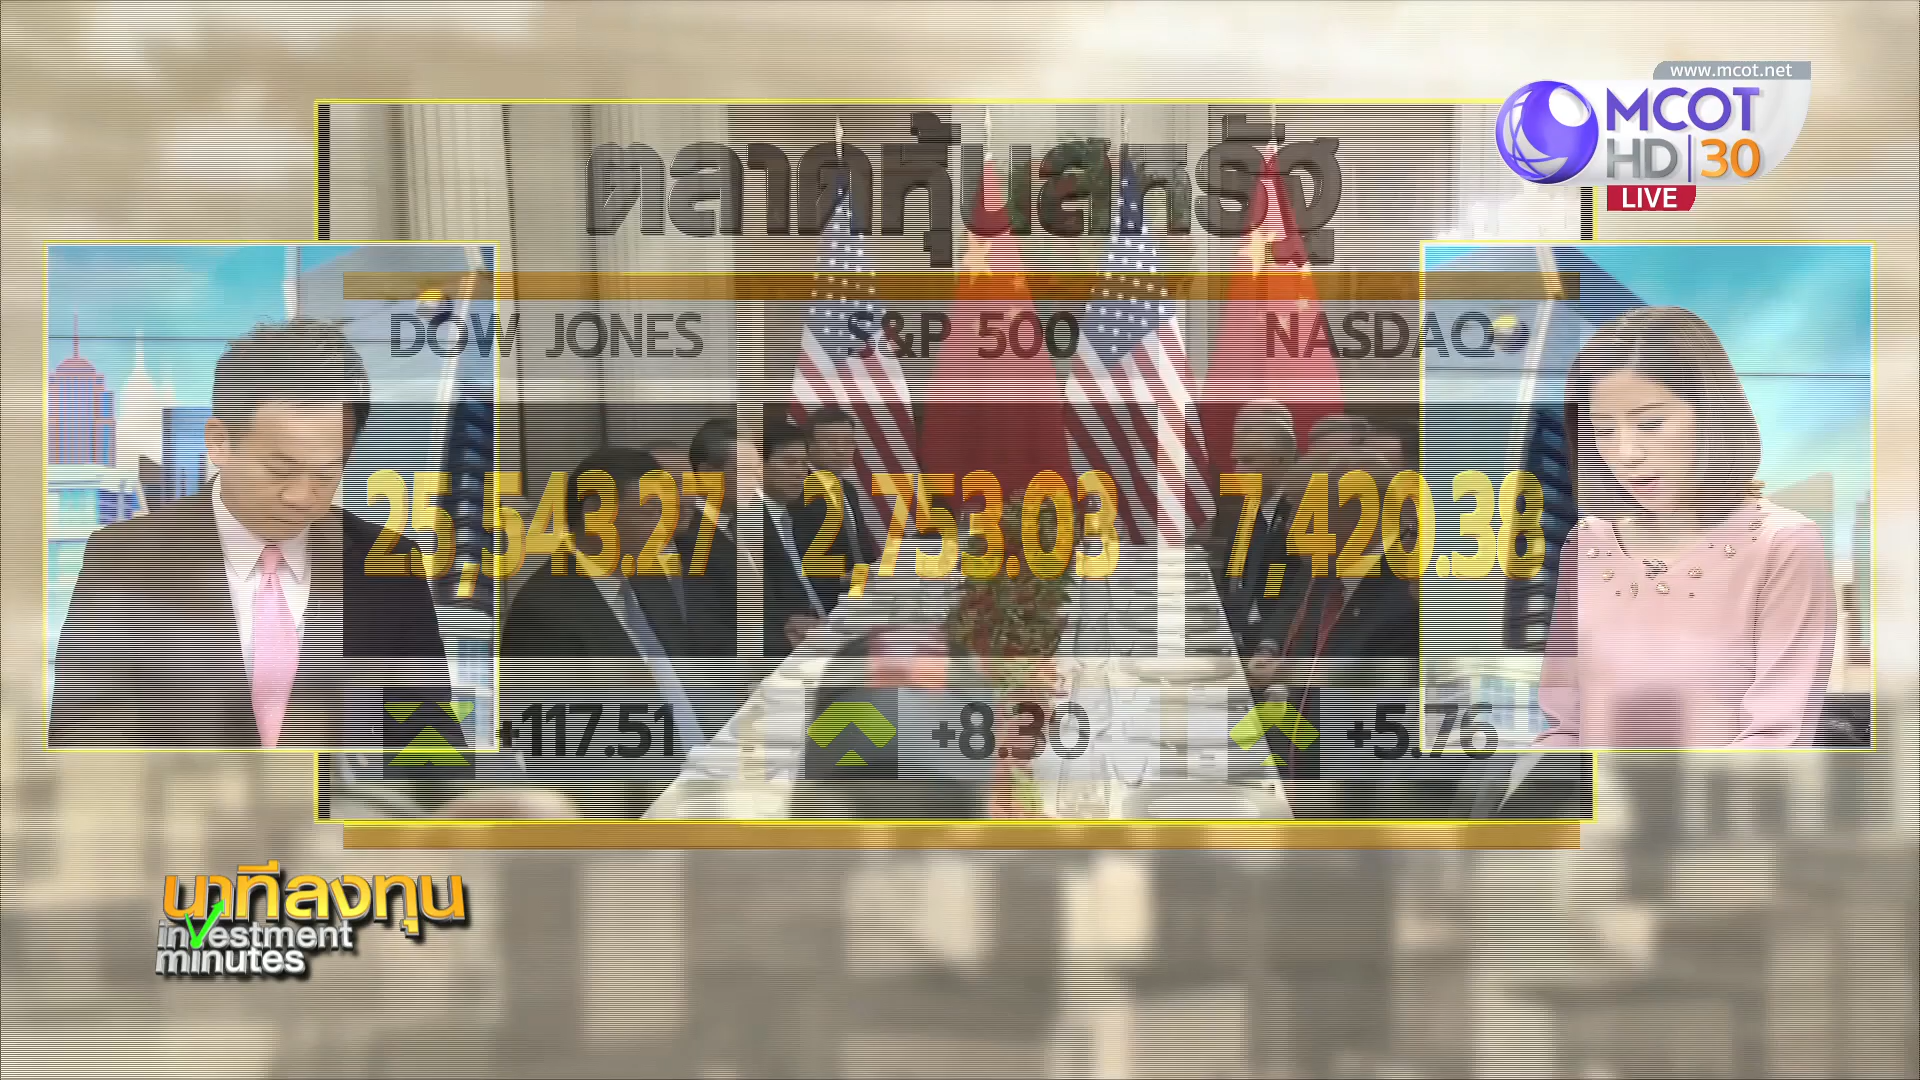 www.mcot.net
MCOT
HD 30
LIVE
ตลาดหุ้นสหรัฐ
DOW JONES S&P 500 NASDAQ
25,543.27 2,753.03 7,420.38
+117.51 +8.30 +5.76
นาทีลงทุน
investment
minutes